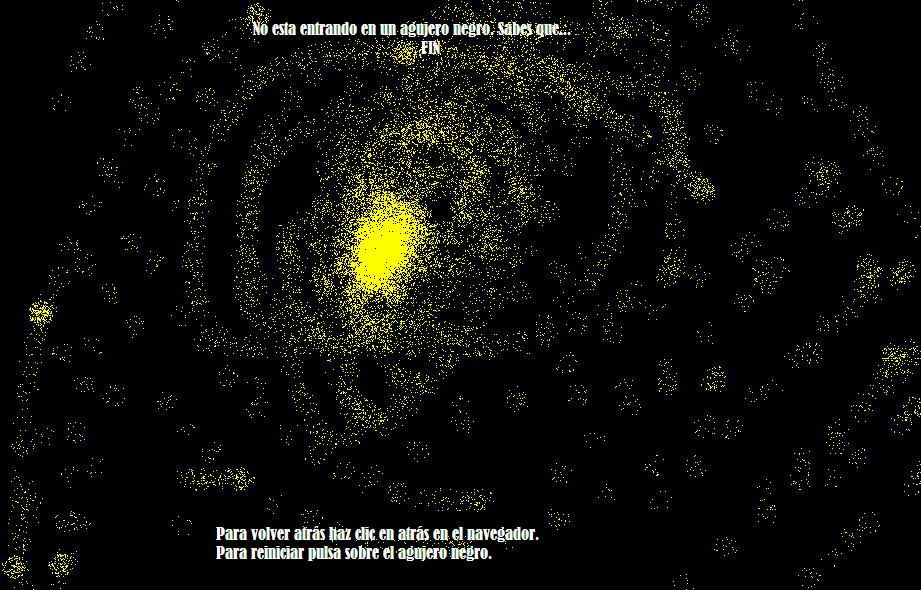 No esta entrando en un agujero negro. Sabes que...
FIN
Para volver atrás haz clic en atrás en el navegador.
Para reiniciar pulsa sobre el agujero negro.